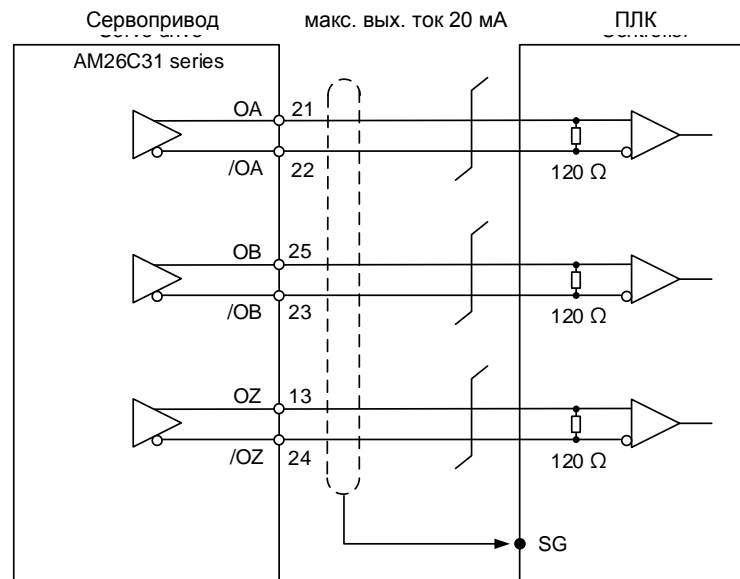 Сервопривод макс. вых. ток 20 мА ПЛК
AM26C31 series
OA 21
/OA 22
120 Ω
OB 25
/OB 23
120 Ω
OZ 13
/OZ 24
120 Ω
SG